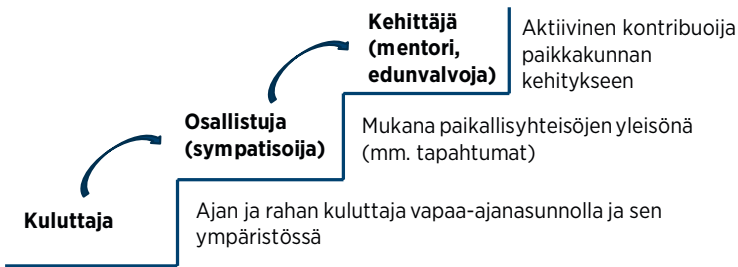 Kehittäjä
(mentori,
edunvalvoja)
Aktiivinen kontribuoija
paikkakunnan
kehitykseen
Osallistuja
(sympatisoija)
Mukana paikallisyhteisöjen yleisönä
(mm. tapahtumat)
Kuluttaja
Ajan ja rahan kuluttaja vapaa-ajanasunnolla ja sen
ympäristössä